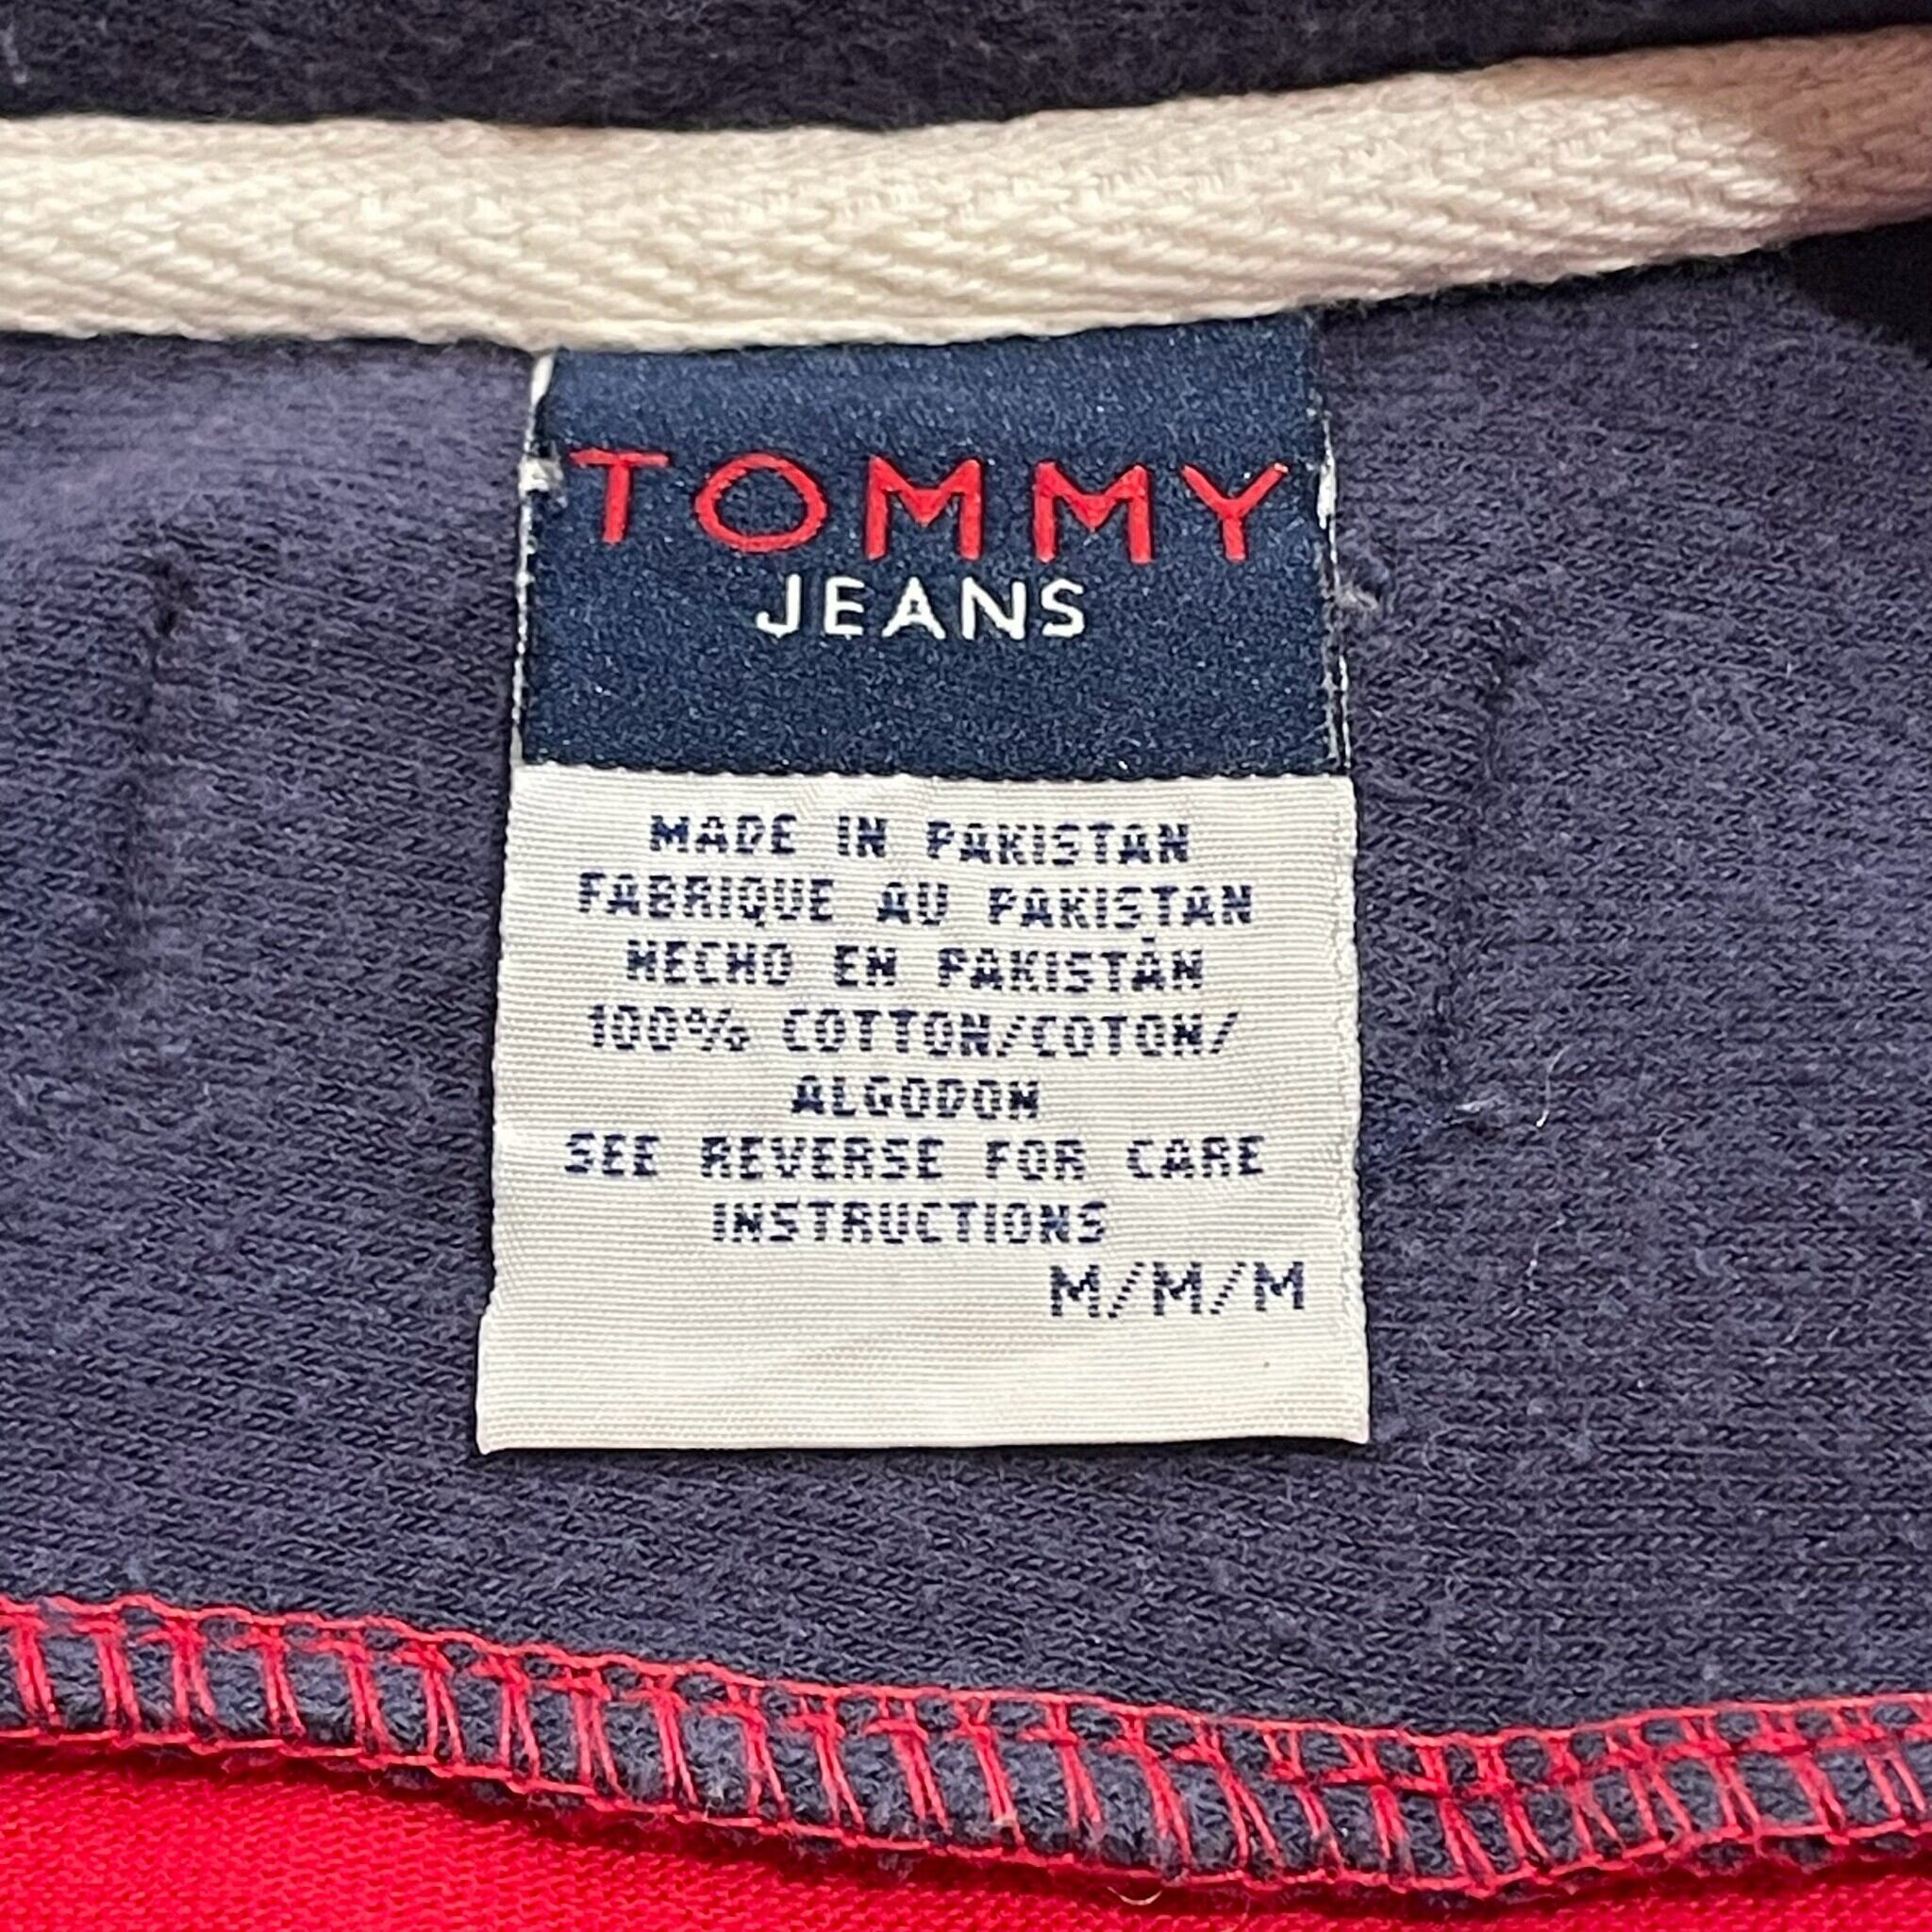 TOMMY
JEANS
MADE IN PAKISTAN
FABRIQUE AU PAKISTAN
HECHO EN PAKISTÁN
100% COTTON/COTON/
ALGODON
SEE REVERSE FOR CARE
INSTRUCTIONS
M/M/M